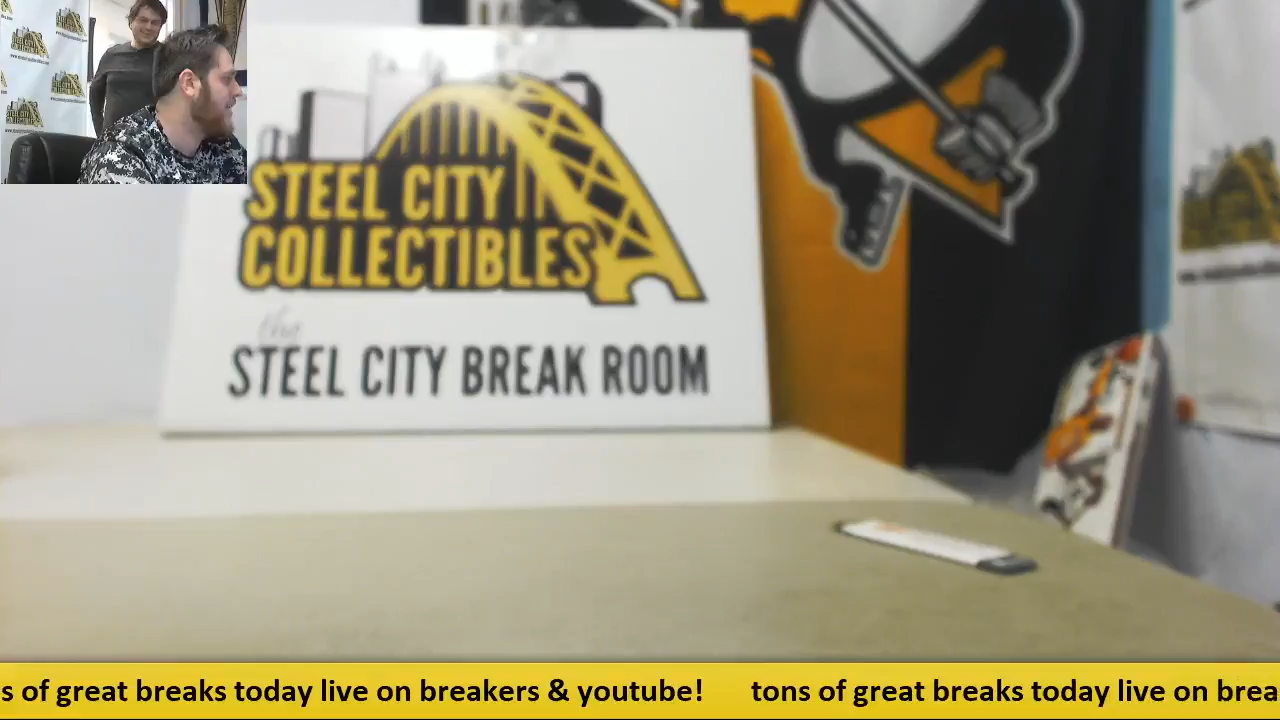 STEEL CITY
COLLECTIBLES
the
STEEL CITY BREAK ROOM
s of great breaks today live on breakers & youtube! tons of great breaks today live on brea